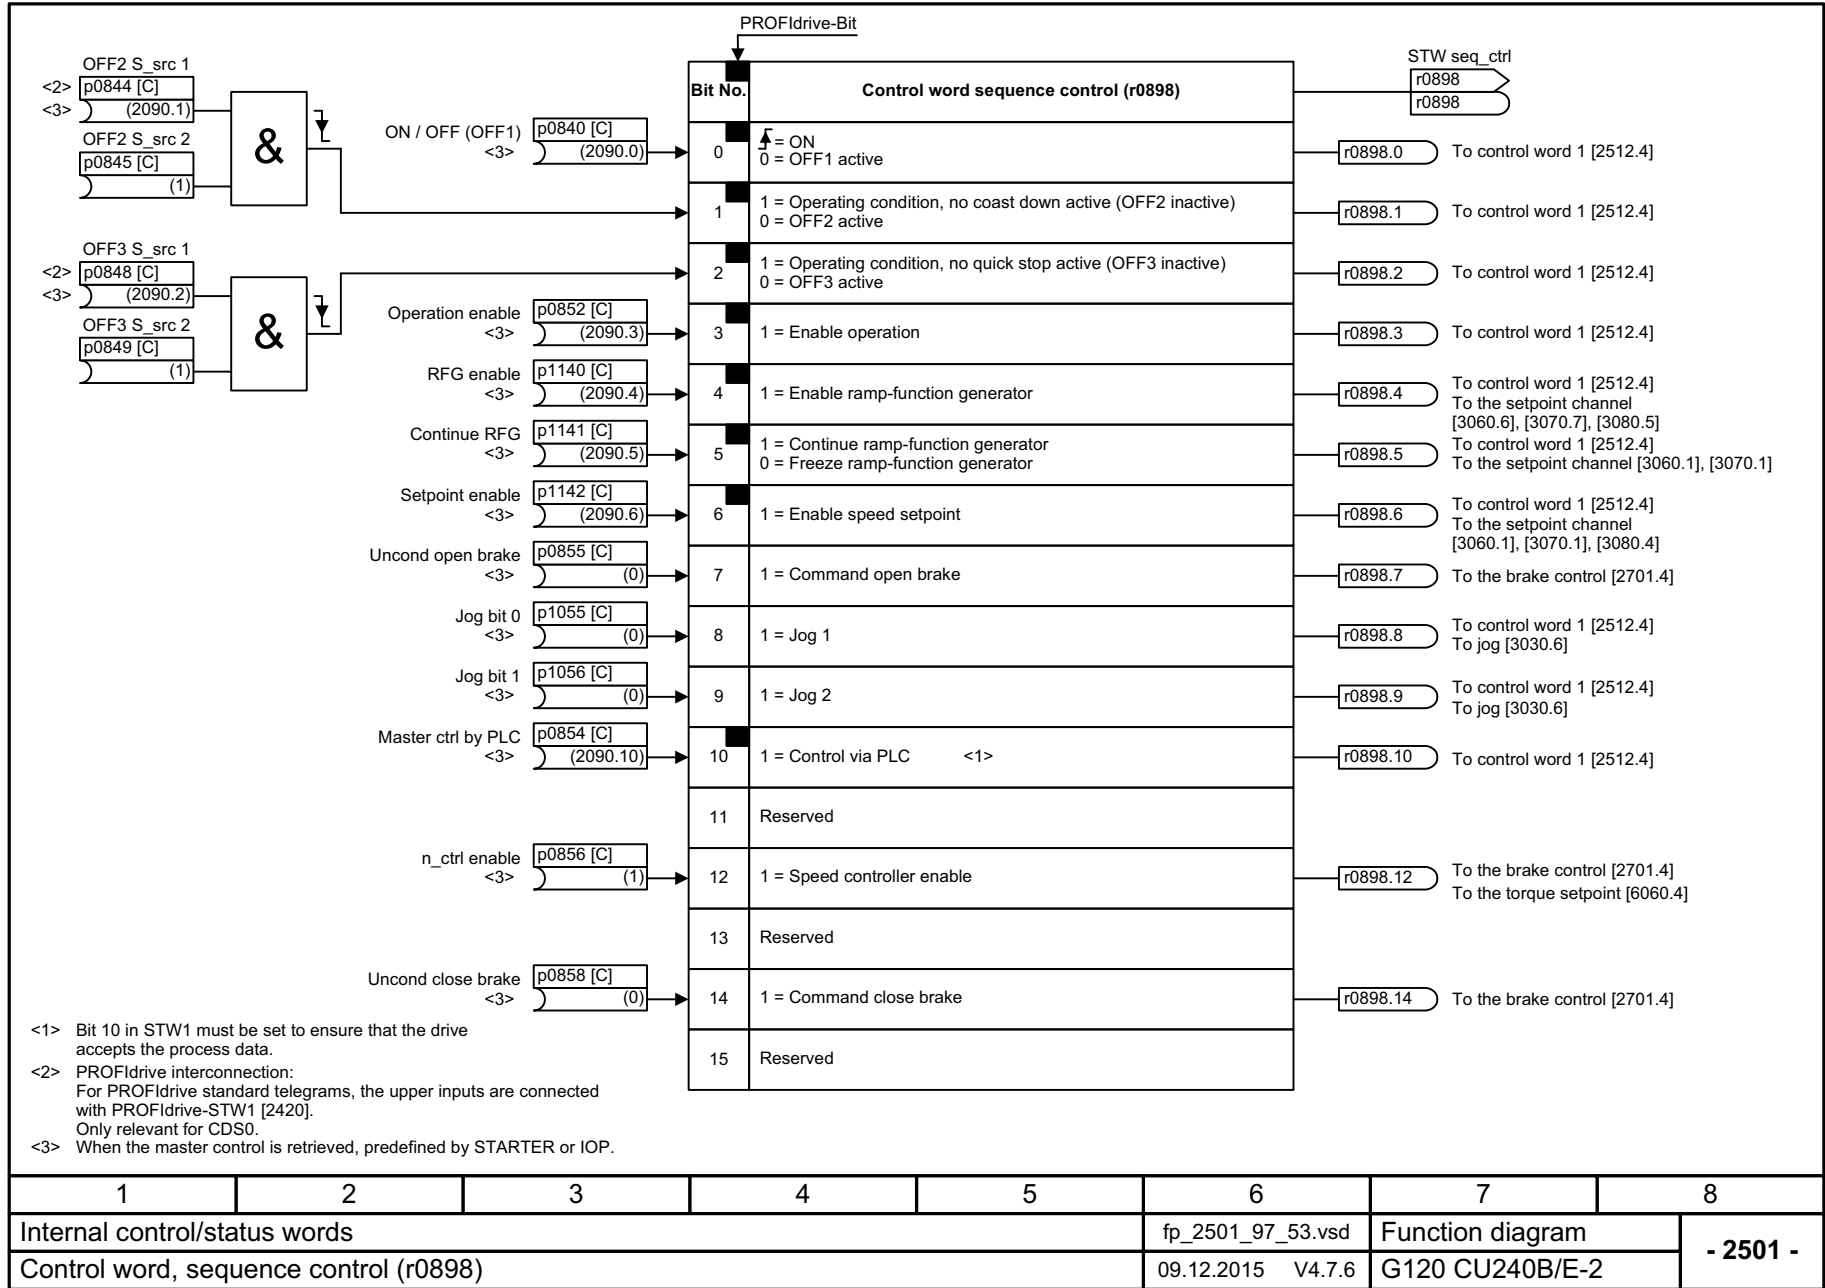 PROFIdrive-Bit
OFF2 S_src 1
<2> p0844 [C]
<3> (2090.1)
OFF2 S_src 2
p0845 [C]
(1)
&
OFF3 S_src 1
<2> p0848 [C]
<3> (2090.2)
OFF3 S_src 2
p0849 [C]
(1)
&
Bit No. Control word sequence control (r0898)
STW seq_ctrl
r0898
r0898
ON / OFF (OFF1) p0840 [C]
<3> (2090.0)
0
= ON
0 = OFF1 active
r0898.0 To control word 1 [2512.4]
1
1 = Operating condition, no coast down active (OFF2 inactive)
0 = OFF2 active
r0898.1 To control word 1 [2512.4]
2
1 = Operating condition, no quick stop active (OFF3 inactive)
0 = OFF3 active
r0898.2 To control word 1 [2512.4]
Operation enable p0852 [C]
<3> (2090.3)
3 1 = Enable operation
r0898.3 To control word 1 [2512.4]
RFG enable p1140 [C]
<3> (2090.4)
4 1 = Enable ramp-function generator
r0898.4 To control word 1 [2512.4]
To the setpoint channel
[3060.6], [3070.7], [3080.5]
Continue RFG p1141 [C]
<3> (2090.5)
5
1 = Continue ramp-function generator
0 = Freeze ramp-function generator
r0898.5 To control word 1 [2512.4]
To the setpoint channel [3060.1], [3070.1]
Setpoint enable p1142 [C]
<3> (2090.6)
6 1 = Enable speed setpoint
r0898.6 To control word 1 [2512.4]
To the setpoint channel
[3060.1], [3070.1], [3080.4]
Uncond open brake p0855 [C]
<3> (0)
7 1 = Command open brake
r0898.7 To the brake control [2701.4]
Jog bit 0 p1055 [C]
<3> (0)
8 1 = Jog 1
r0898.8 To control word 1 [2512.4]
To jog [3030.6]
Jog bit 1 p1056 [C]
<3> (0)
9 1 = Jog 2
r0898.9 To control word 1 [2512.4]
To jog [3030.6]
Master ctrl by PLC p0854 [C]
<3> (2090.10)
10 1 = Control via PLC <1>
r0898.10 To control word 1 [2512.4]
11 Reserved
n_ctrl enable p0856 [C]
<3> (1)
12 1 = Speed controller enable
r0898.12 To the brake control [2701.4]
To the torque setpoint [6060.4]
13 Reserved
Uncond close brake p0858 [C]
<3> (0)
14 1 = Command close brake
r0898.14 To the brake control [2701.4]
15 Reserved
<1> Bit 10 in STW1 must be set to ensure that the drive
accepts the process data.
<2> PROFIdrive interconnection:
For PROFIdrive standard telegrams, the upper inputs are connected
with PROFIdrive-STW1 [2420].
Only relevant for CDS0.
<3> When the master control is retrieved, predefined by STARTER or IOP.
1 2 3 4 5 6 7 8
Internal control/status words fp_2501_97_53.vsd Function diagram
- 2501 -
Control word, sequence control (r0898) 09.12.2015 V4.7.6 G120 CU240B/E-2